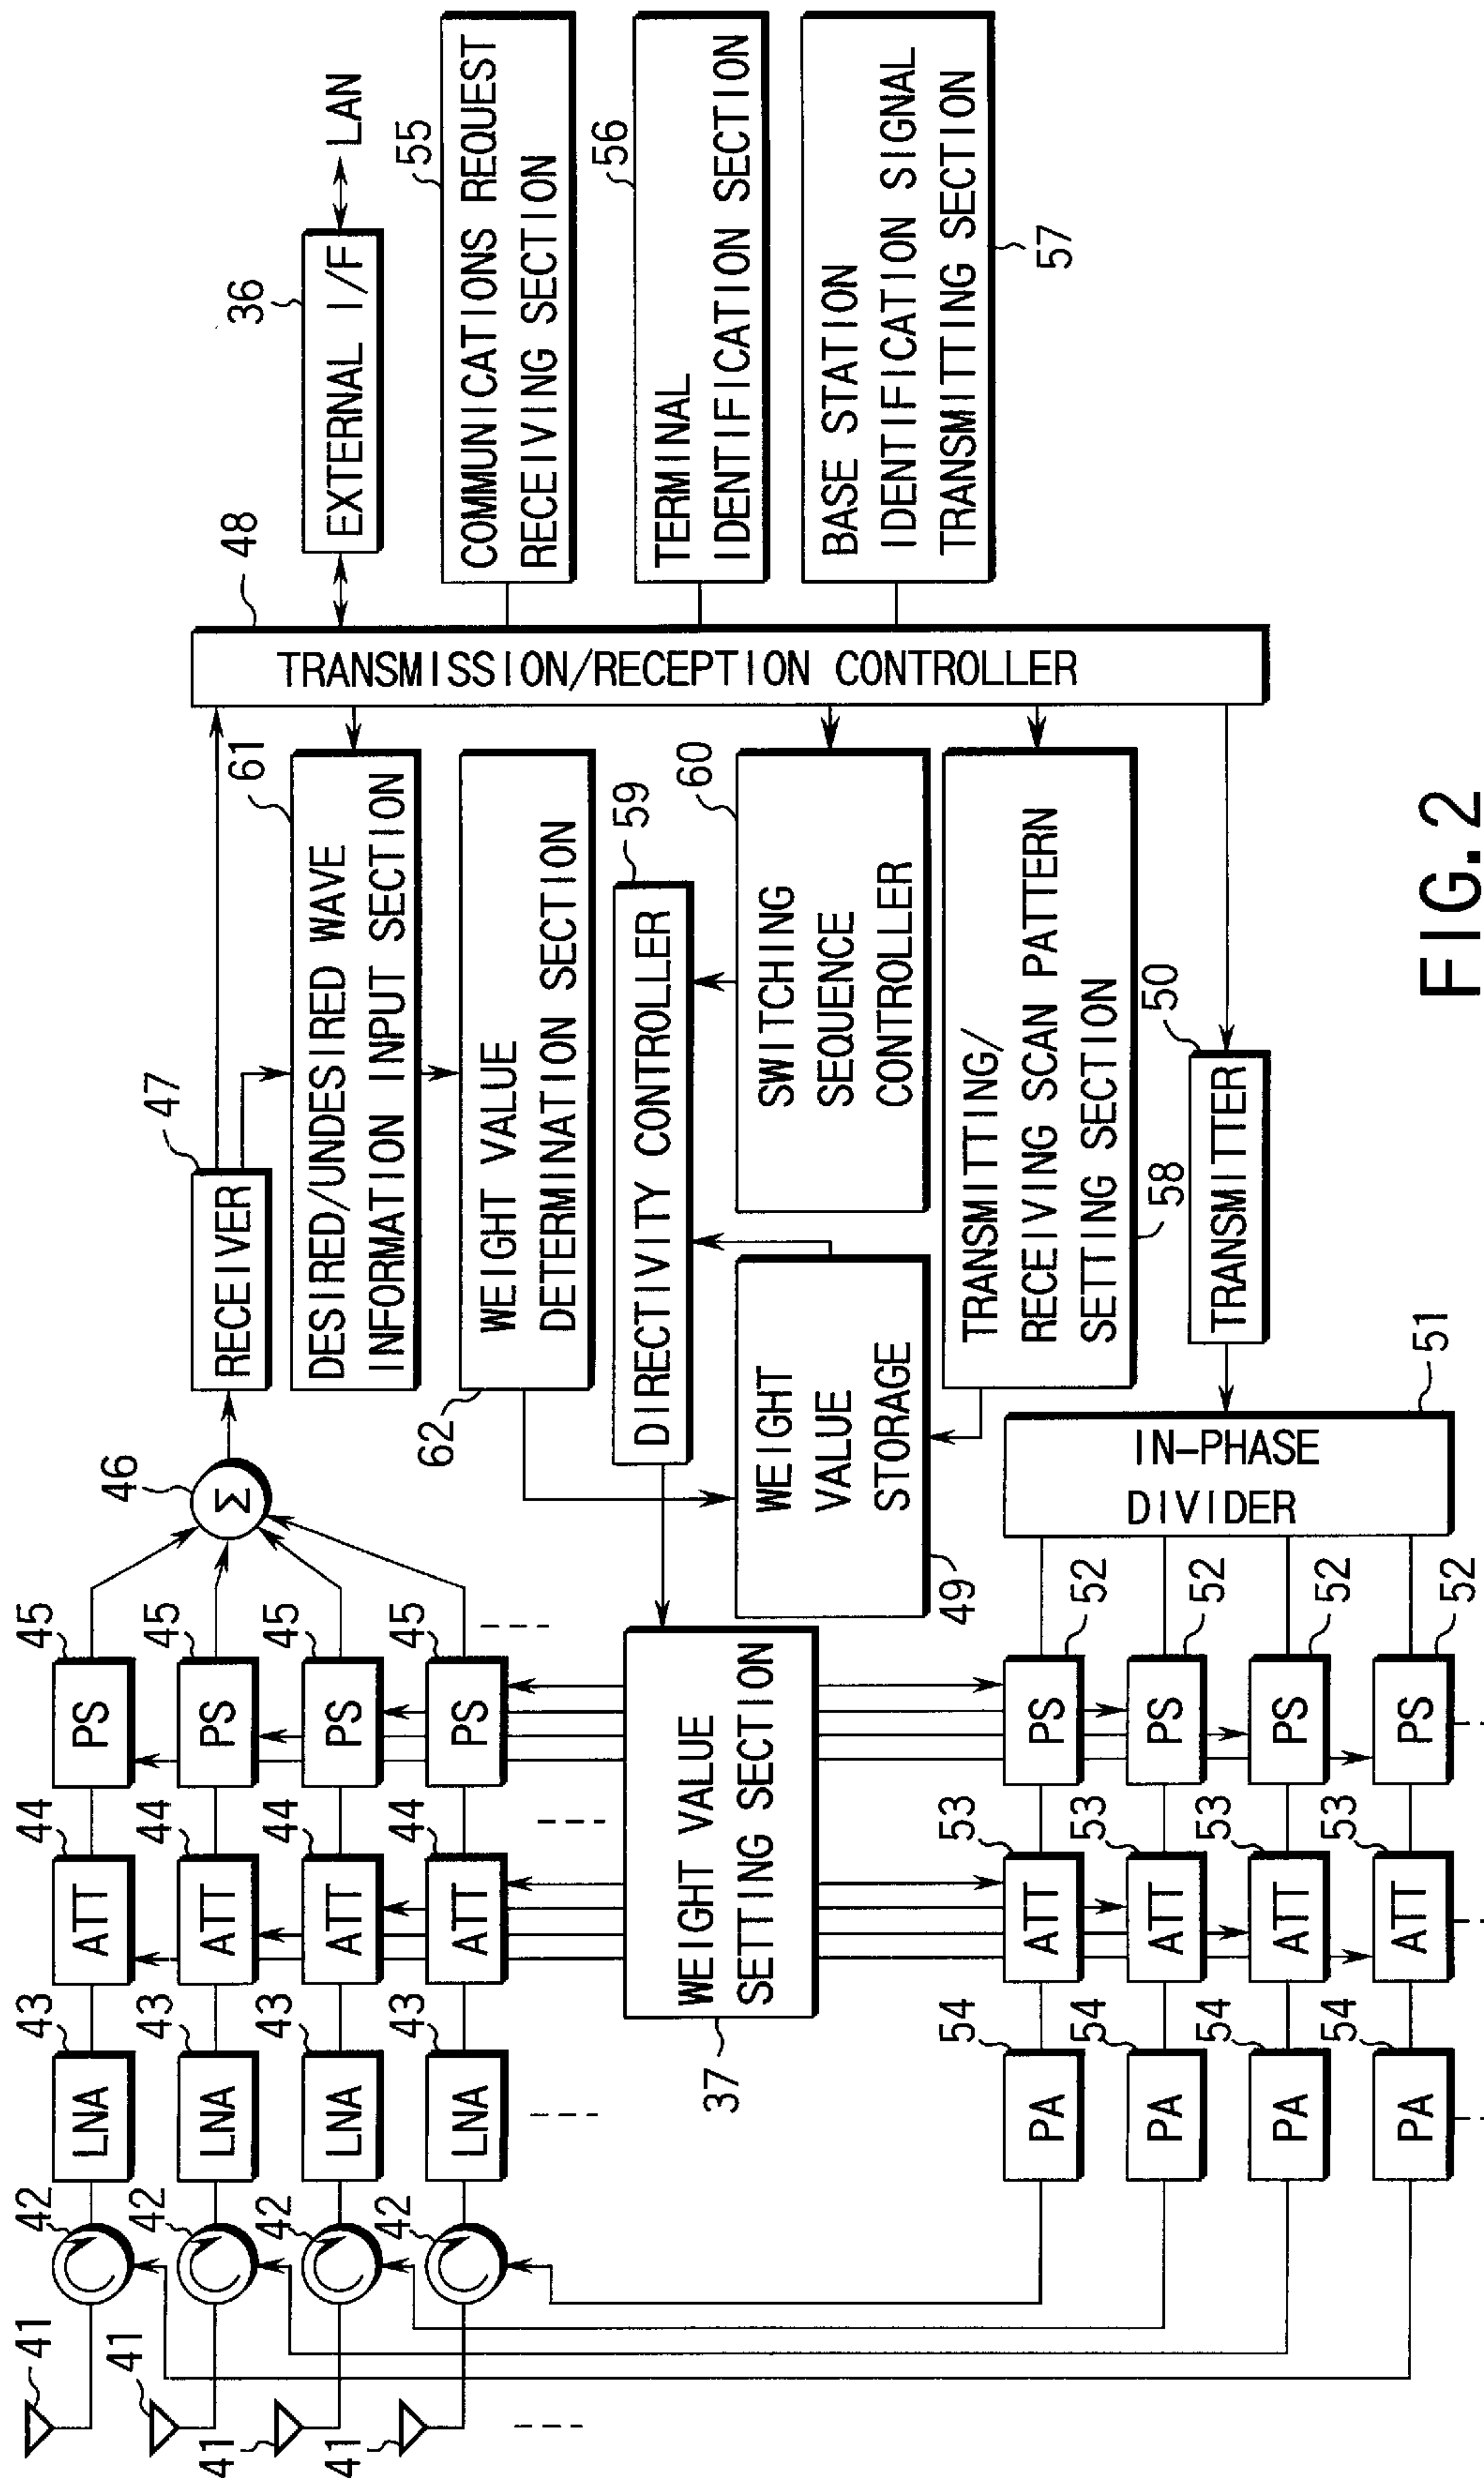 41
41
41
41
42
42
42
42
LNA
43
LNA
43
LNA
43
LNA
43
ATT
44
ATT
44
ATT
44
ATT
44
PS
45
PS
45
PS
45
PS
45
Σ
46
RECEIVER
47
DESIRED/UNDESIRED WAVE
INFORMATION INPUT SECTION
61
WEIGHT VALUE
DETERMINATION SECTION
62
DIRECTIVITY CONTROLLER
59
SWITCHING
SEQUENCE
CONTROLLER
60
WEIGHT
VALUE
STORAGE
49
TRANSMITTING/
RECEIVING SCAN PATTERN
SETTING SECTION
58
TRANSMITTER
50
IN-PHASE
DIVIDER
51
WEIGHT VALUE
SETTING SECTION
37
PS
52
PS
52
PS
52
PS
52
ATT
53
ATT
53
ATT
53
ATT
53
PA
54
PA
54
PA
54
PA
54
TRANSMISSION/RECEPTION CONTROLLER
48
EXTERNAL I/F
36
LAN
COMMUNICATIONS REQUEST
RECEIVING SECTION
55
TERMINAL
IDENTIFICATION SECTION
56
BASE STATION
IDENTIFICATION SIGNAL
TRANSMITTING SECTION
57
FIG. 2